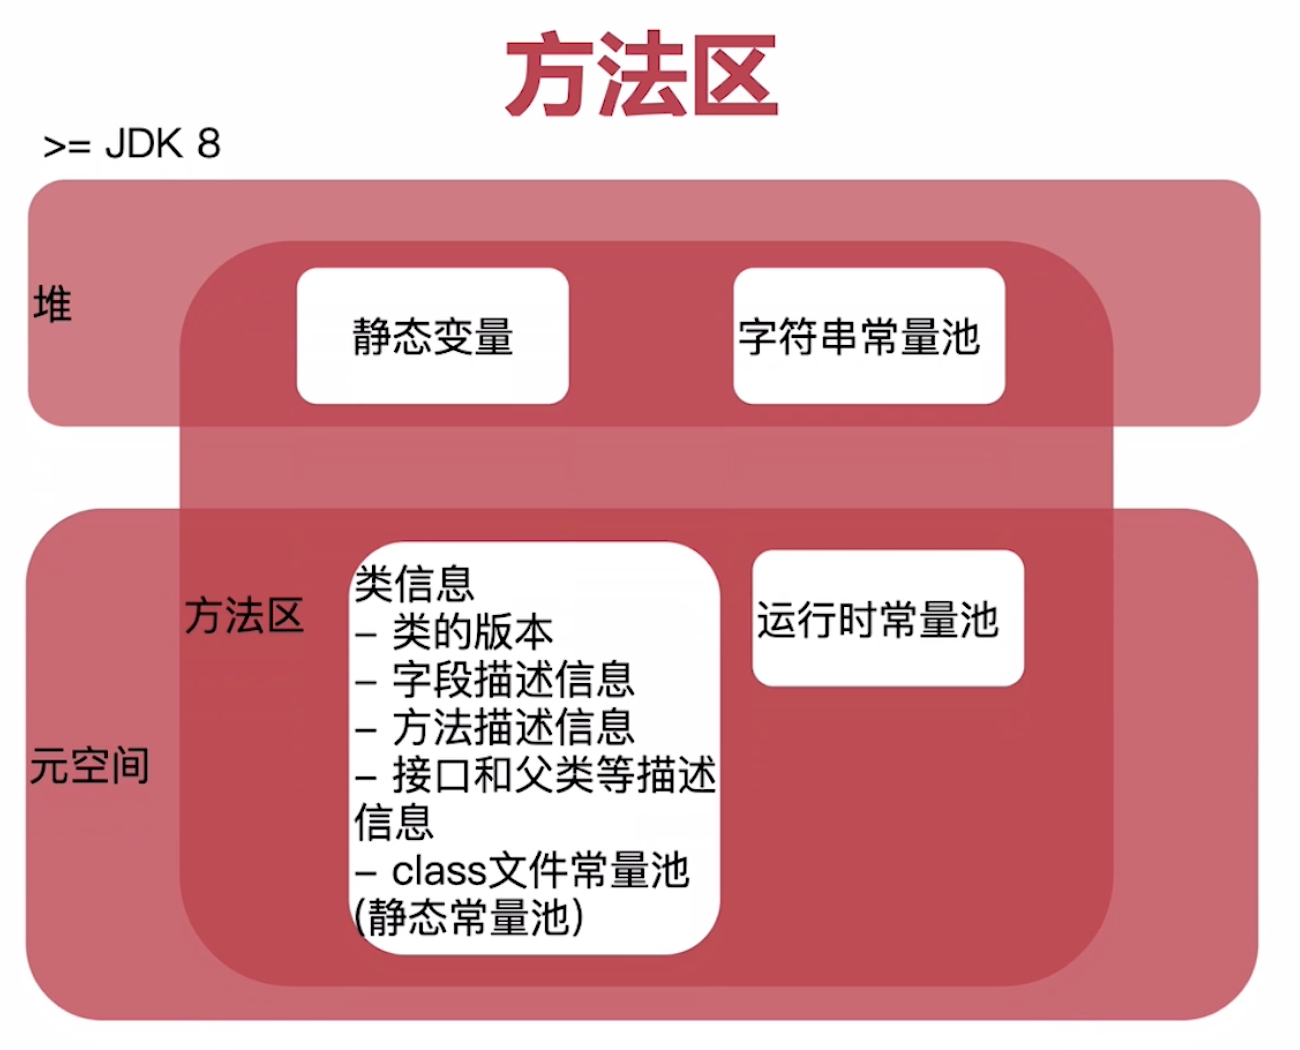 方法区
>= JDK 8
堆
静态变量
字符串常量池
方法区
类信息
– 类的版本
– 字段描述信息
– 方法描述信息
– 接口和父类等描述
信息
– class文件常量池
(静态常量池)
运行时常量池
元空间